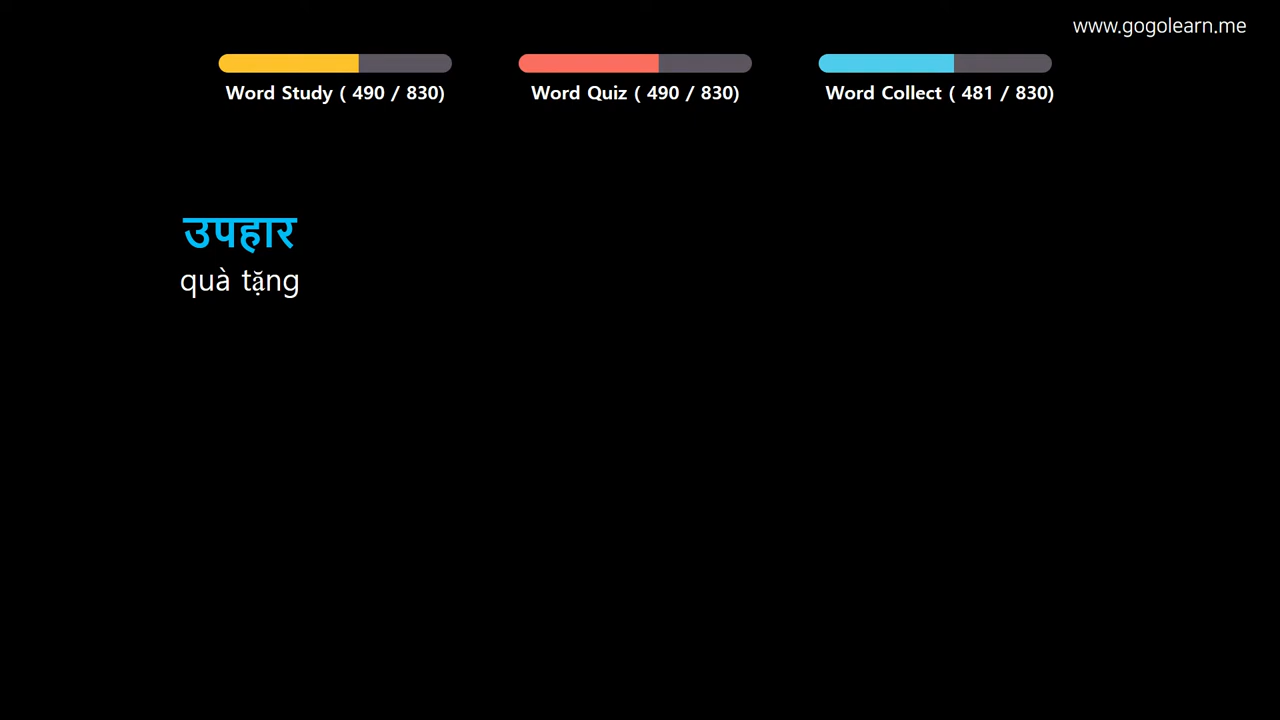 www.gogolearn.me
Word Study ( 490 / 830)
Word Quiz ( 490 / 830)
Word Collect ( 481 / 830)
उपहार
quà tặng